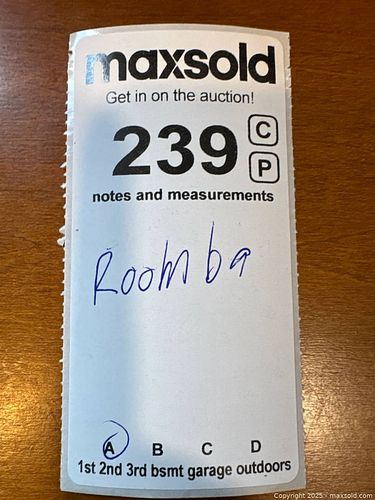 maxsold
Get in on the auction!
239 C
P
notes and measurements
Roomba
A B C D
1st 2nd 3rd bsmt garage outdoors
Copyright 2025 - maxsold.com